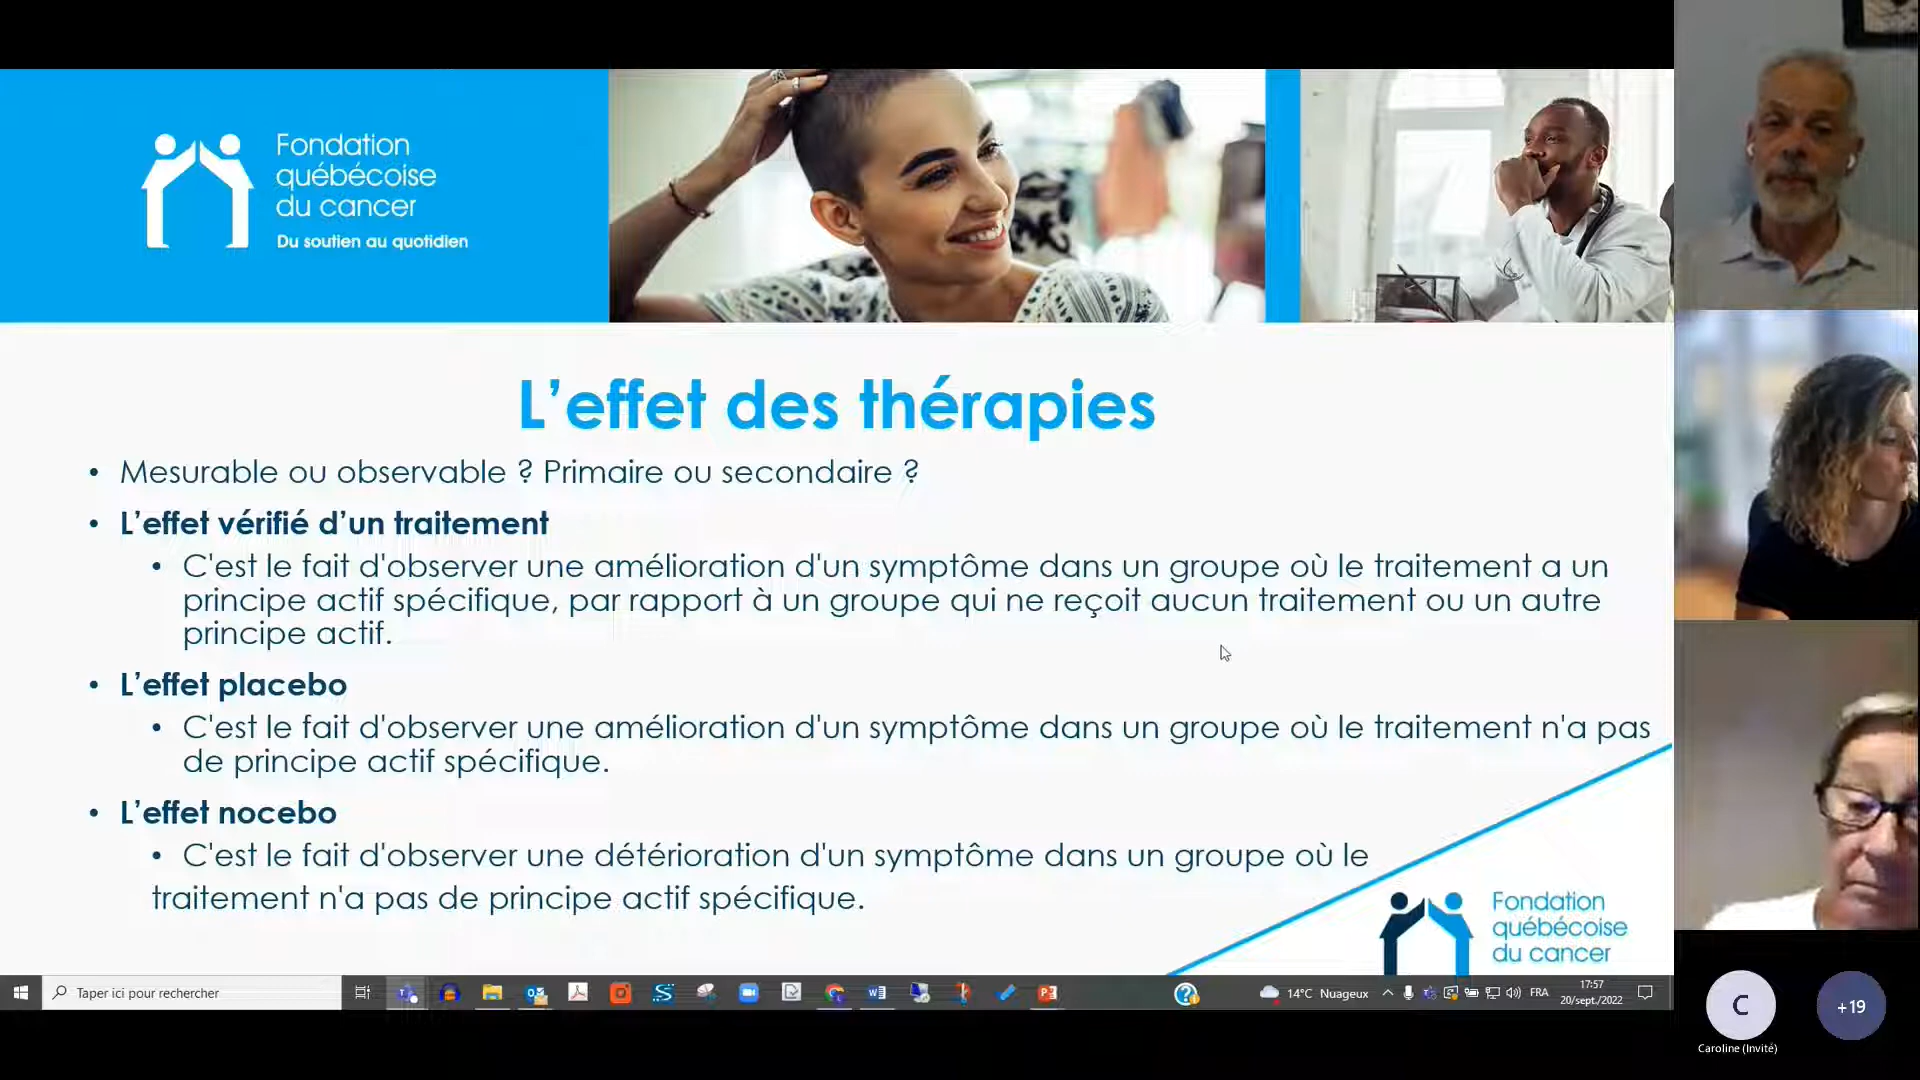 Fondation
québécoise
du cancer
Du soutien au quotidien
L’effet des thérapies
• Mesurable ou observable ? Primaire ou secondaire ?
• L’effet vérifié d’un traitement
• C'est le fait d'observer une amélioration d'un symptôme dans un groupe où le traitement a un
principe actif spécifique, par rapport à un groupe qui ne reçoit aucun traitement ou un autre
principe actif.
• L’effet placebo
• C'est le fait d'observer une amélioration d'un symptôme dans un groupe où le traitement n'a pas
de principe actif spécifique.
• L’effet nocebo
• C'est le fait d'observer une détérioration d'un symptôme dans un groupe où le
traitement n'a pas de principe actif spécifique.
Fondation
québécoise
du cancer
Taper ici pour rechercher
14°C Nuageux
FRA
17:57
20/sept./2022
C
+19
Caroline (Invité)